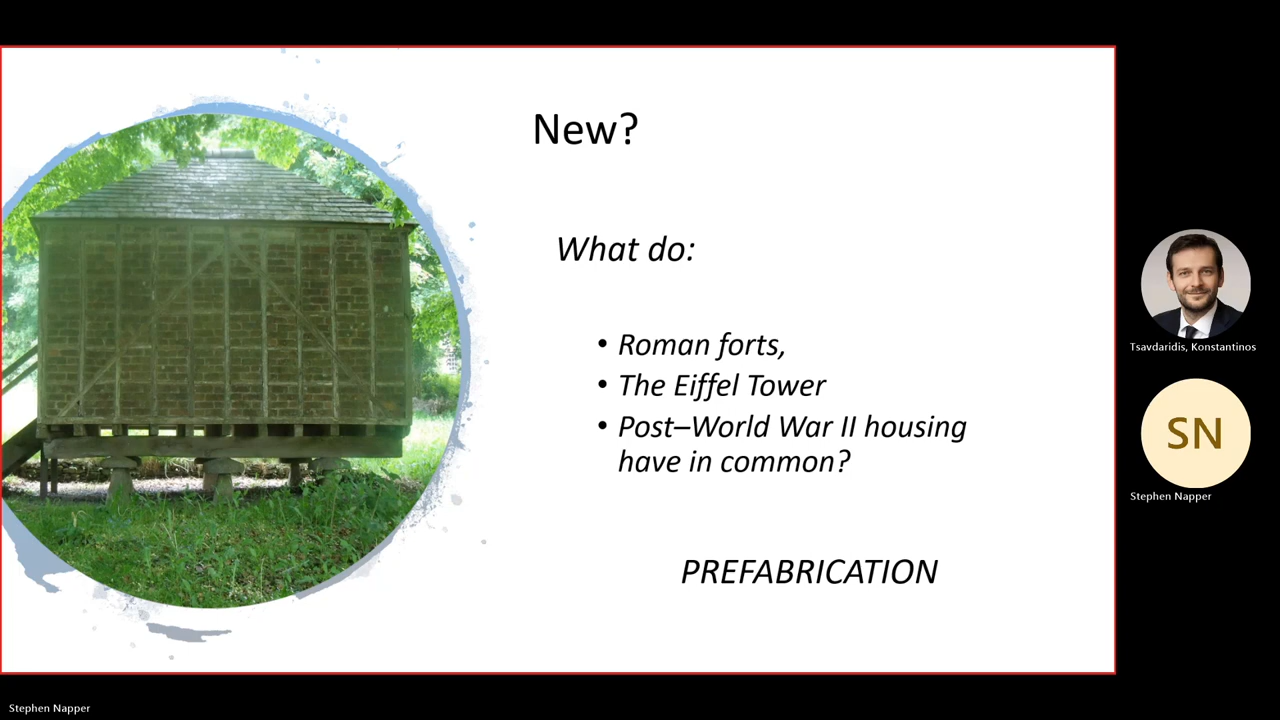 New?
What do:
• Roman forts,
• The Eiffel Tower
• Post–World War II housing
have in common?
PREFABRICATION
Tsavdaridis, Konstantinos
SN
Stephen Napper
Stephen Napper